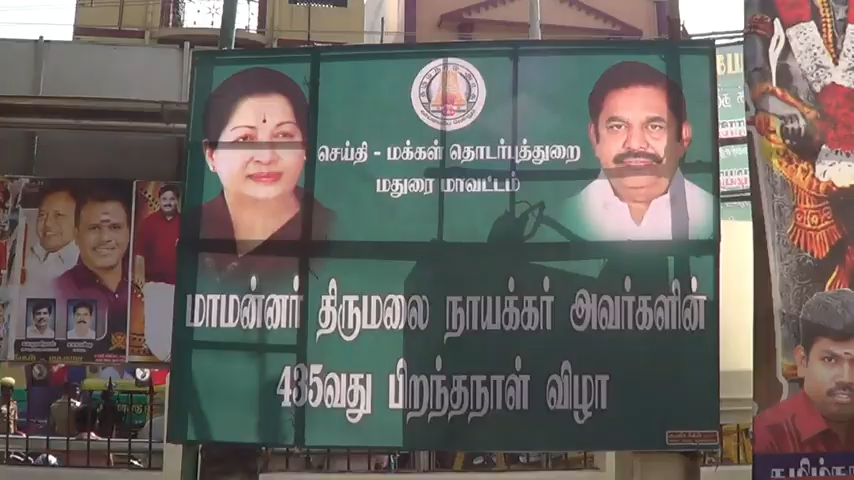 செய்தி - மக்கள் தொடர்புத்துறை
மதுரை மாவட்டம்
மாமன்னர் திருமலை நாயக்கர் அவர்களின்
435வது பிறந்தநாள் விழா